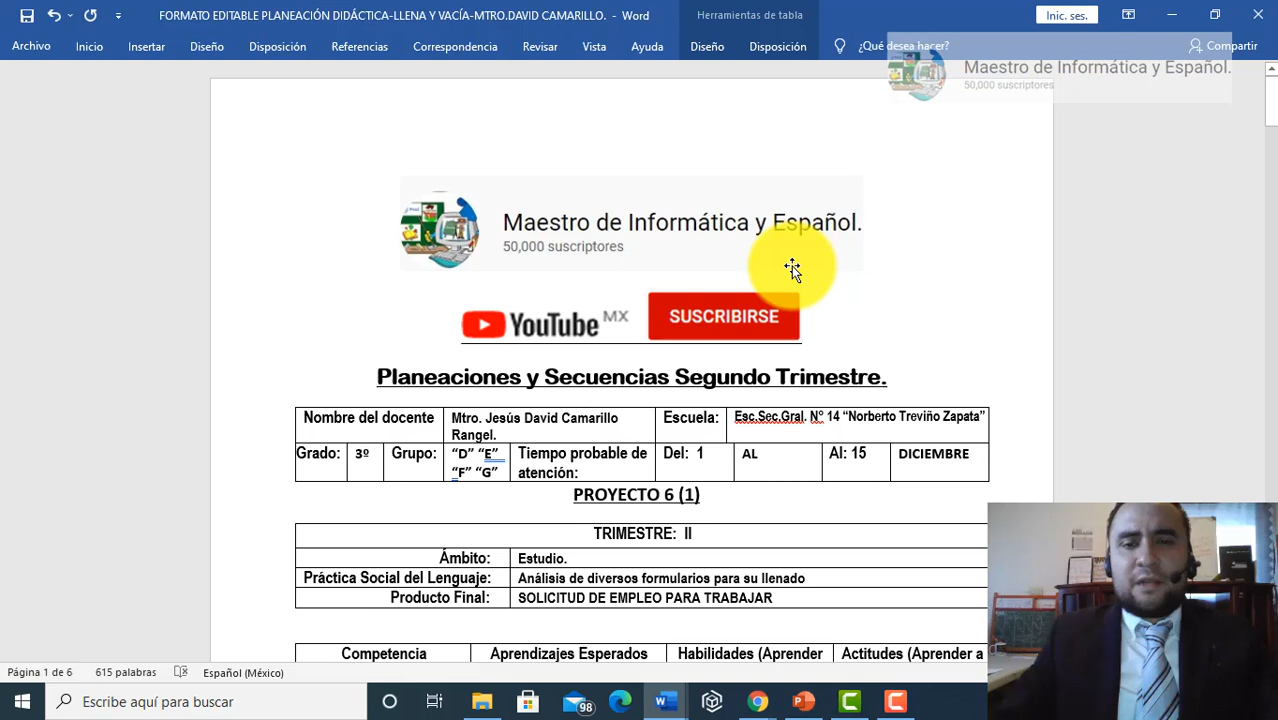 FORMATO EDITABLE PLANEACIÓN DIDÁCTICA-LLENA Y VACÍA-MTRO.DAVID CAMARILLO. - Word
Herramientas de tabla
Inic. ses.
Archivo Inicio Insertar Diseño Disposición Referencias Correspondencia Revisar Vista Ayuda Diseño Disposición ¿Qué desea hacer? Compartir
Maestro de Informática y Español.
50,000 suscriptores
Maestro de Informática y Español.
50,000 suscriptores
YouTube MX SUSCRIBIRSE
Planeaciones y Secuencias Segundo Trimestre.
Nombre del docente Mtro. Jesús David Camarillo Rangel. Escuela: Esc.Sec.Gral. N° 14 “Norberto Treviño Zapata”
Grado: 3º Grupo: “D” “E” “F” “G” Tiempo probable de atención: Del: 1 AL Al: 15 DICIEMBRE
PROYECTO 6 (1)
TRIMESTRE: II
Ámbito: Estudio.
Práctica Social del Lenguaje: Análisis de diversos formularios para su llenado
Producto Final: SOLICITUD DE EMPLEO PARA TRABAJAR
Competencia Aprendizajes Esperados Habilidades (Aprender Actitudes (Aprender a
Página 1 de 6 615 palabras Español (México)
Escribe aquí para buscar
98